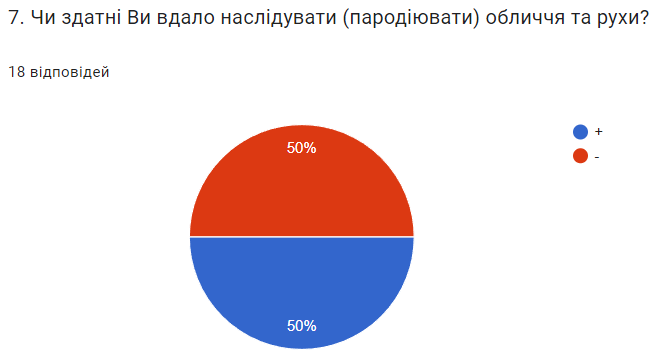 7. Чи здатні Ви вдало наслідувати (пародіювати) обличчя та рухи?
18 відповідей
50%
50%
+
-